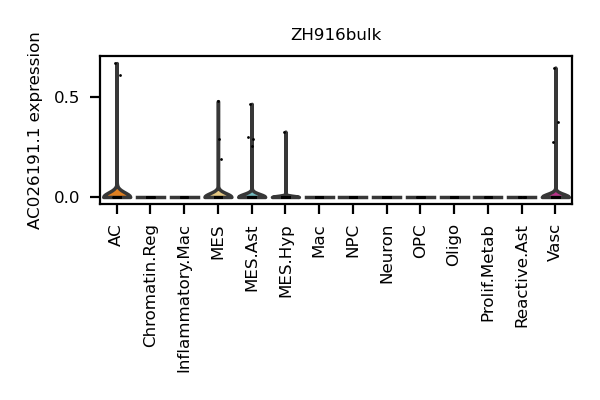 ZH916bulk
AC026191.1 expression
0.5
0.0
AC
Chromatin.Reg
Inflammatory.Mac
MES
MES.Ast
MES.Hyp
Mac
NPC
Neuron
OPC
Oligo
Prolif.Metab
Reactive.Ast
Vasc